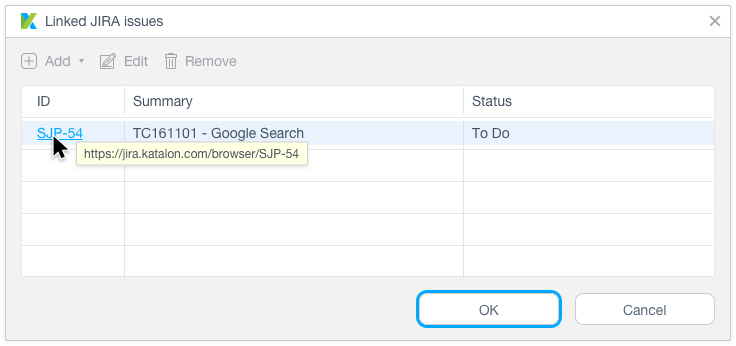 Linked JIRA issues
Add Edit Remove
ID Summary Status
SJP-54 TC161101 - Google Search To Do
https://jira.katalon.com/browser/SJP-54
OK Cancel